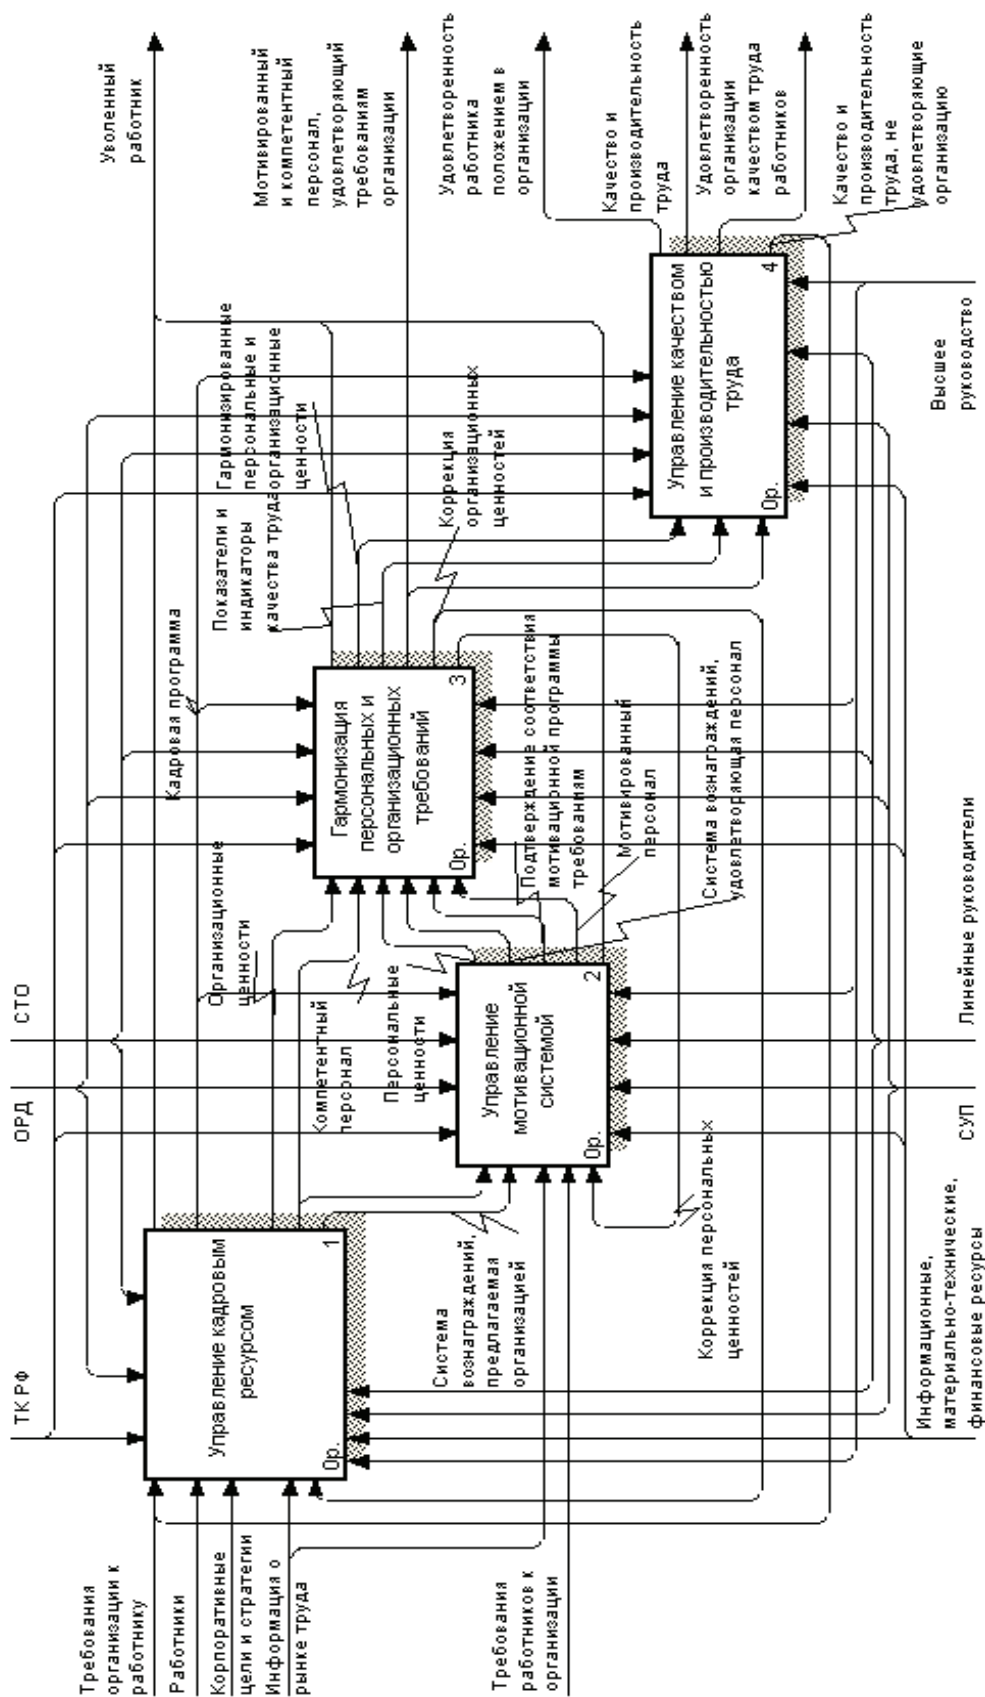 ТК РФ
ОРД
СТО
Кадровая программа
Показатели и
индикаторы
качества труда
Гармонизированные
персональные и
организационные
ценности
Уволенный
работник
Мотивированный
и компетентный
персонал,
удовлетворяющий
требованиям
организации
Удовлетворенность
работника
положением в
организации
Качество и
производительность
труда
Удовлетворенность
организации
качеством труда
работников
Качество и
производительность
труда, не
удовлетворяющие
организацию
Требования
организации к
работнику
Работники
Корпоративные
цели и стратегии
Информация о
рынке труда
Требования
работников к
организации
Управление кадровым
ресурсом
0р.
1
Организационные
ценности
Компетентный
персонал
Персональные
ценности
Система
вознаграждений,
предлагаемая
организацией
Управление
мотивационной
системой
0р.
2
Гармонизация
персональных и
организационных
требований
0р.
3
Коррекция
организационных
ценностей
Подтверждение соответствия
мотивационной программы
требованиям
Мотивированный
персонал
Система вознаграждений,
удовлетворяющая персонал
Коррекция персональных
ценностей
Управление качеством
и производительностью
труда
0р.
4
Информационные,
материально-технические,
финансовые ресурсы
СУП
Линейные руководители
Высшее
руководство